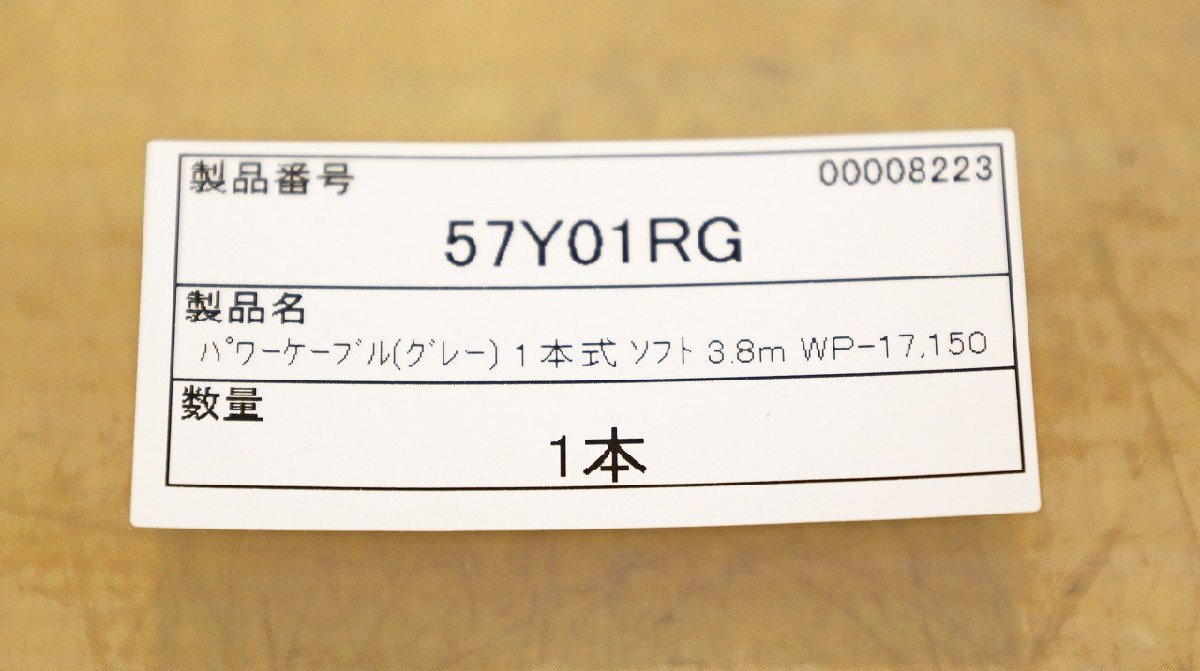 製品番号 00008223
57Y01RG
製品名
ﾊﾟﾜｰｹｰﾌﾞﾙ(ｸﾞﾚｰ) 1本式 ｿﾌﾄ 3.8m WP-17,150
数量
1本